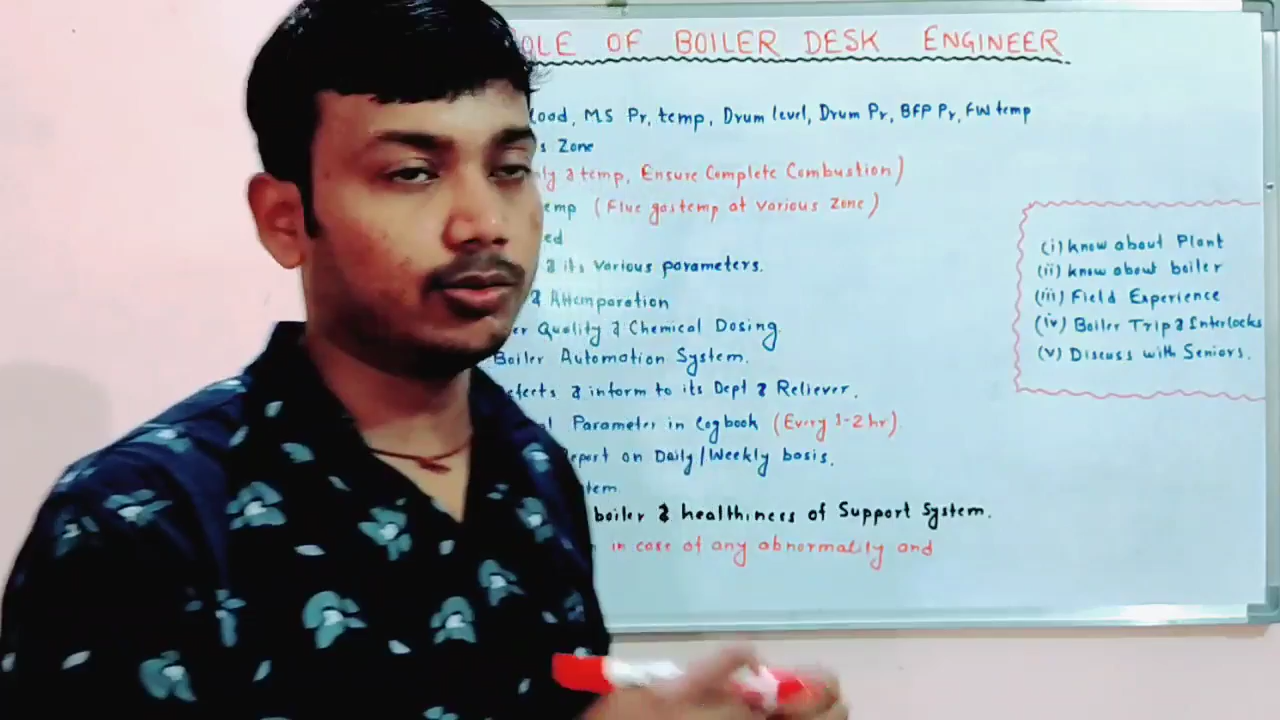 OLE OF BOILER DESK ENGINEER
Load, MS Pr, temp, Drum level, Drum Pr, BFP Pr, FW temp
s Zone
ly & temp, Ensure Complete Combustion)
emp (Flue gas temp at various Zone)
ed
& its various parameters.
& Attemparation
er Quality & Chemical Dosing.
Boiler Automation System.
efects & inform to its Dept & Reliever.
al Parameter in Logbook (Every 1-2 hr)
Report on Daily/Weekly basis.
tem
boiler & healthiness of Support System.
n in case of any abnormality and
(i) know about Plant
(ii) know about boiler
(iii) Field Experience
(iv) Boiler Trip & Interlocks
(v) Discuss with Seniors.